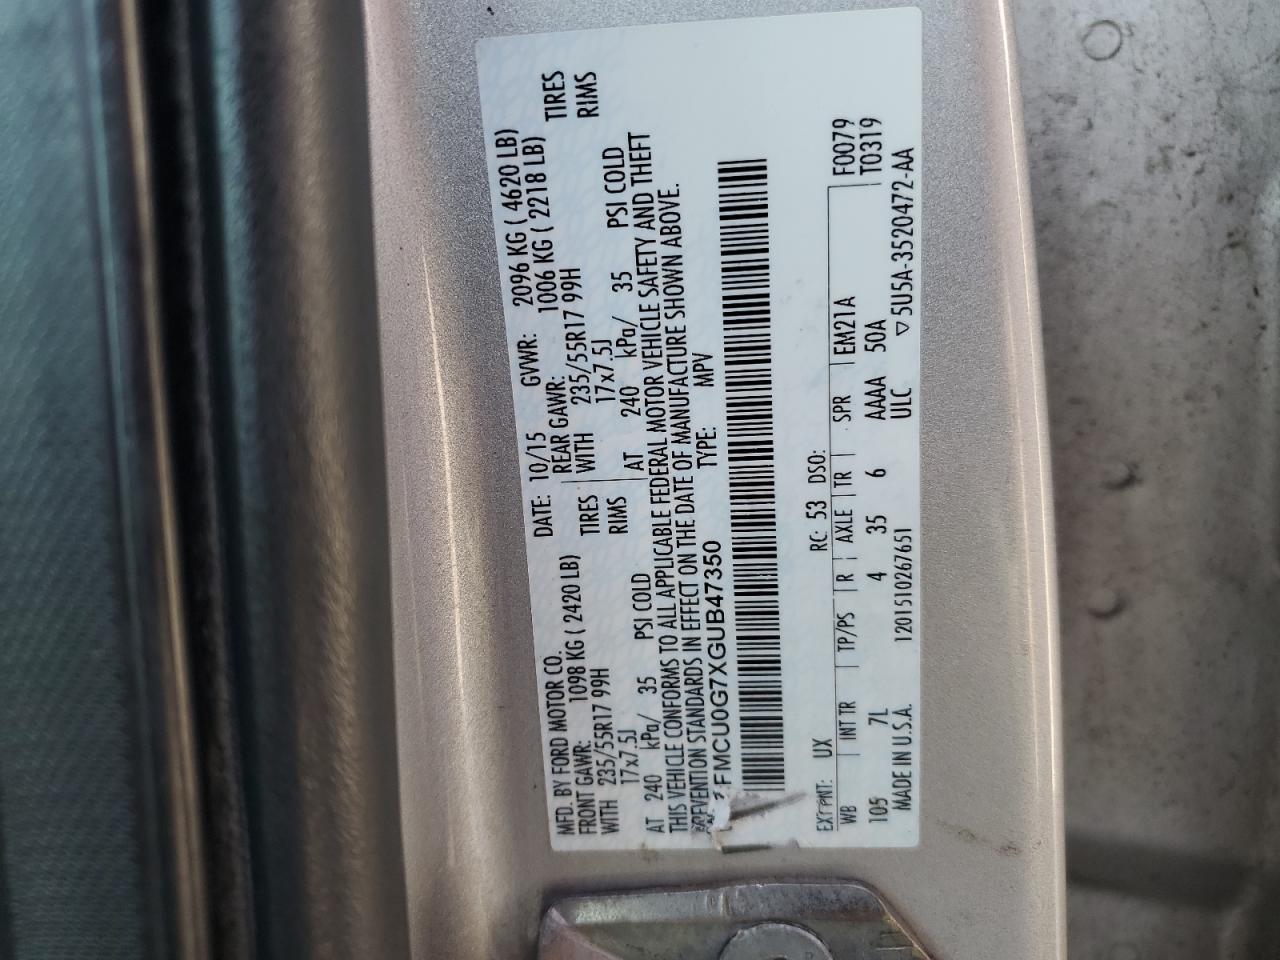 MFD. BY FORD MOTOR CO.
DATE: 10/15 GVWR: 2096 KG ( 4620 LB)
FRONT GAWR: 1098 KG ( 2420 LB) REAR GAWR: 1006 KG ( 2218 LB)
WITH 235/55R17 99H TIRES WITH 235/55R17 99H TIRES
17x7.5J RIMS 17x7.5J RIMS
AT 240 kPa/ 35 PSI COLD AT 240 kPa/ 35 PSI COLD
THIS VEHICLE CONFORMS TO ALL APPLICABLE FEDERAL MOTOR VEHICLE SAFETY AND THEFT
PREVENTION STANDARDS IN EFFECT ON THE DATE OF MANUFACTURE SHOWN ABOVE.
FMCU0G7XGUB47350 TYPE: MPV
EXT PNT: UX RC: 53 DSO:
WB INT TR TP/PS R AXLE TR SPR EM21A F0079
105 7L 4 35 6 AAAA 50A T0319
MADE IN U.S.A. 1201510267651 ULC ▽5U5A-3520472-AA